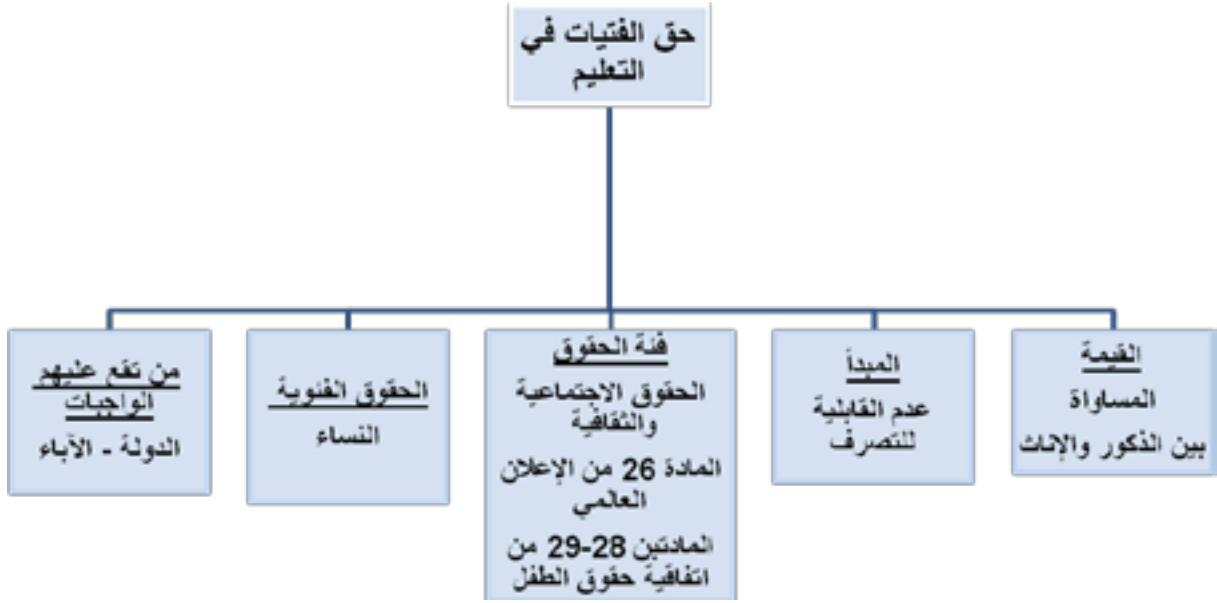 حق الفتيات في
التعليم
القيمة
المساواة
بين الذكور والإناث
المبدأ
عدم القابلية
للتصرف
فئة الحقوق
الحقوق الاجتماعية
والثقافية
المادة 26 من الإعلان
العالمي
المادتين 28-29 من
اتفاقية حقوق الطفل
الحقوق الفئوية
النساء
من تقع عليهم
الواجبات
الدولة - الآباء